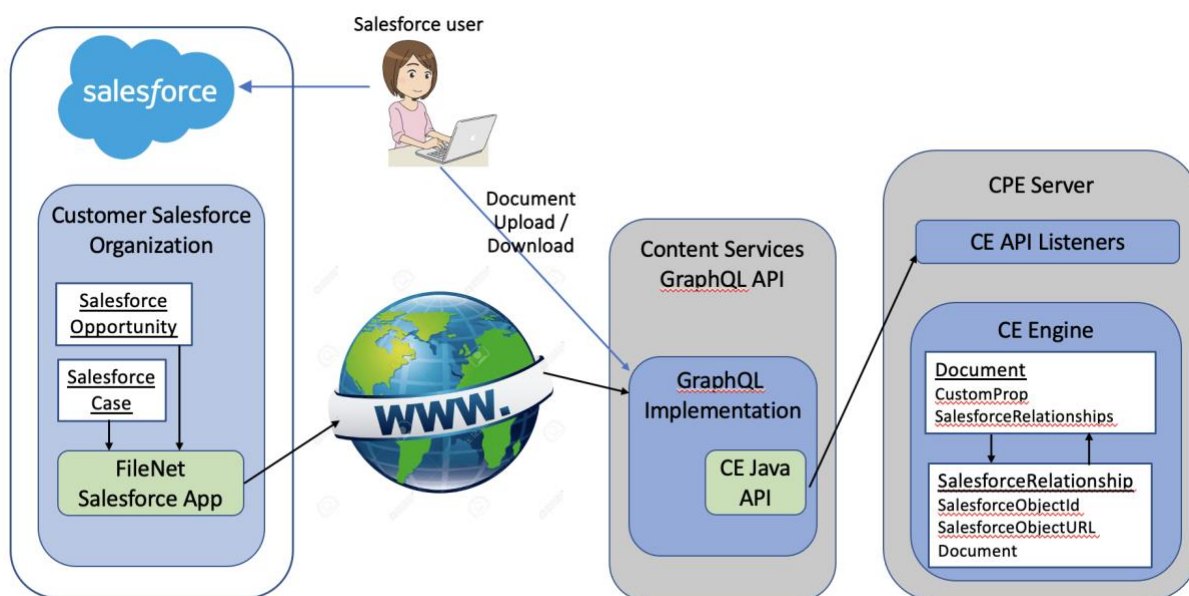 Salesforce user
salesforce
Customer Salesforce
Organization
Salesforce
Opportunity
Salesforce
Case
FileNet
Salesforce App
WWW.
Document
Upload /
Download
Content Services
GraphQL API
GraphQL
Implementation
CE Java
API
CPE Server
CE API Listeners
CE Engine
Document
CustomProp
SalesforceRelationships
SalesforceRelationship
SalesforceObjectId
SalesforceObjectURL
Document